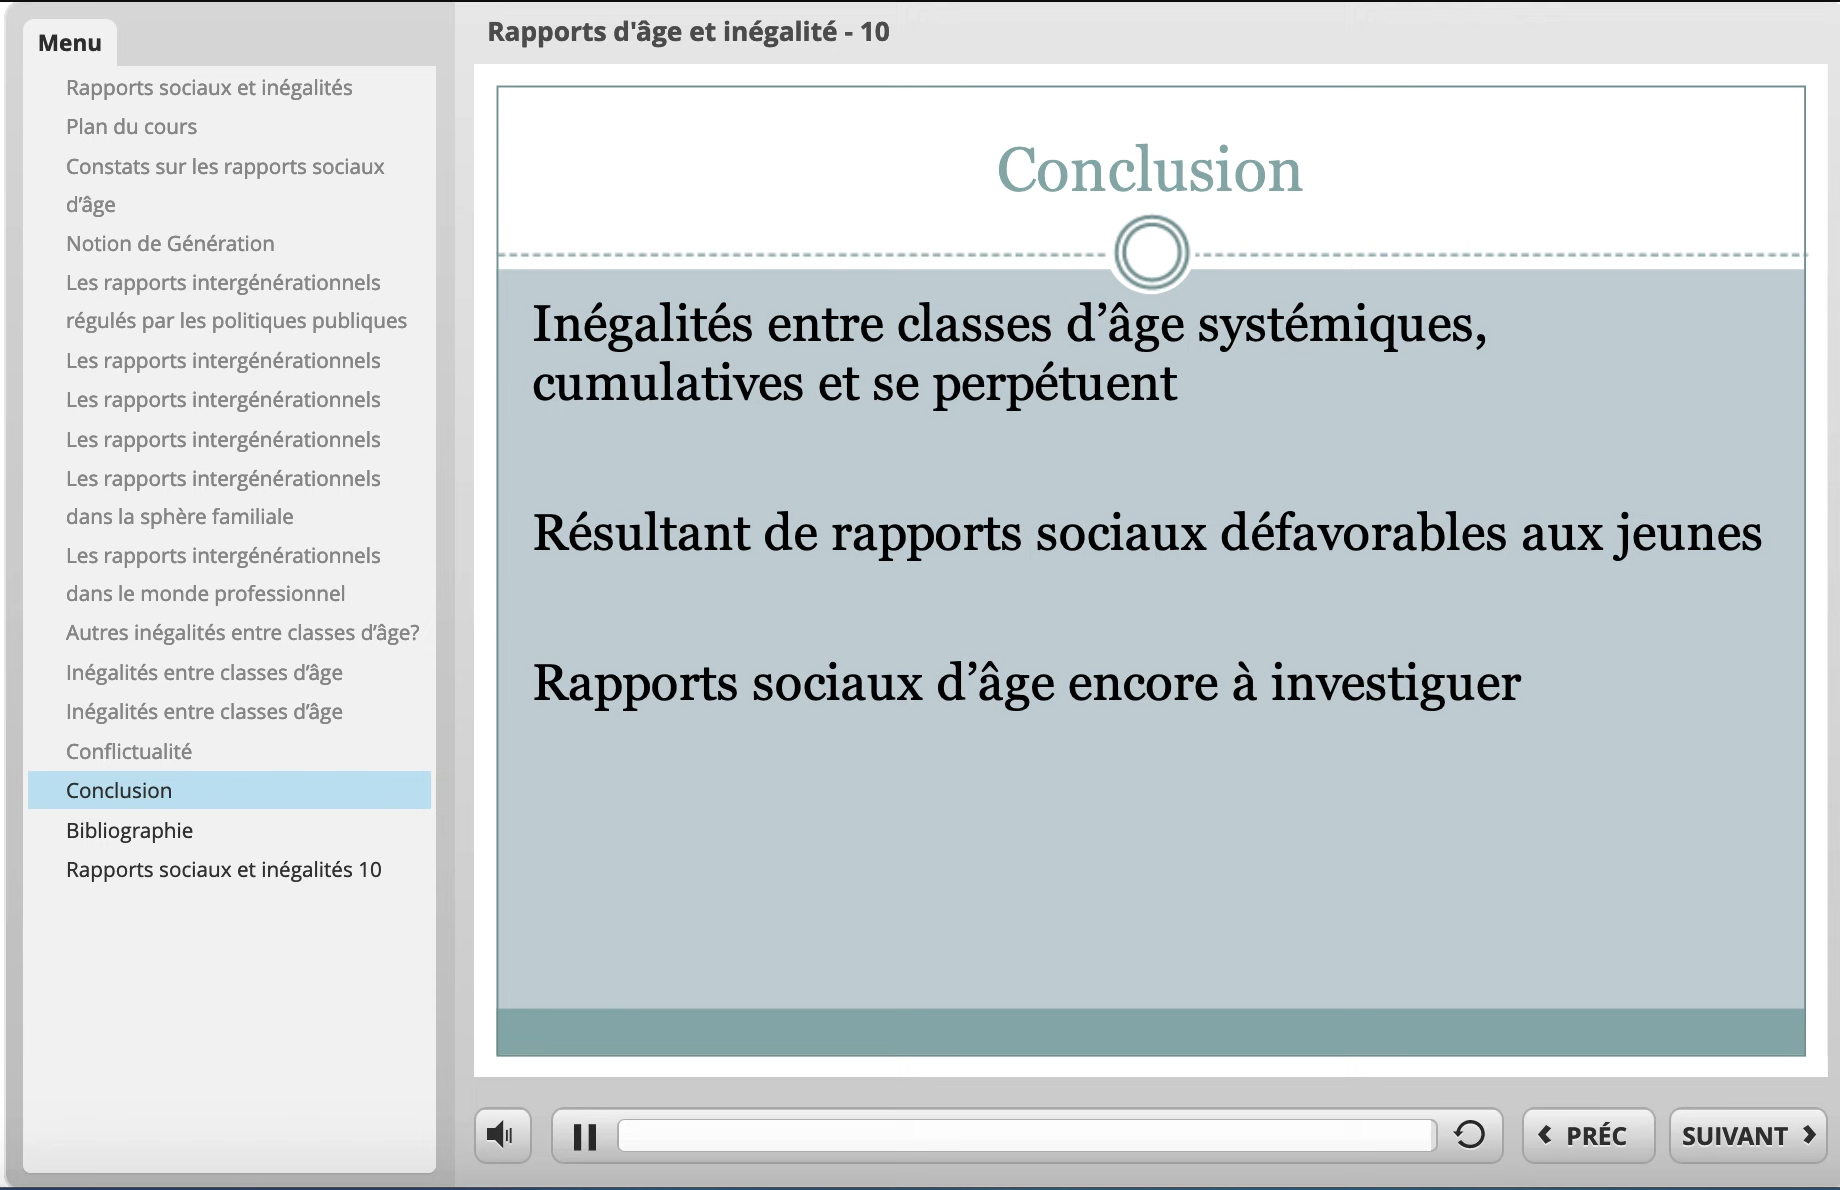 Menu
Rapports sociaux et inégalités
Plan du cours
Constats sur les rapports sociaux
d’âge
Notion de Génération
Les rapports intergénérationnels
régulés par les politiques publiques
Les rapports intergénérationnels
Les rapports intergénérationnels
Les rapports intergénérationnels
Les rapports intergénérationnels
dans la sphère familiale
Les rapports intergénérationnels
dans le monde professionnel
Autres inégalités entre classes d’âge?
Inégalités entre classes d’âge
Inégalités entre classes d’âge
Conflictualité
Conclusion
Bibliographie
Rapports sociaux et inégalités 10
Rapports d'âge et inégalité - 10
Conclusion
Inégalités entre classes d’âge systémiques,
cumulatives et se perpétuent
Résultant de rapports sociaux défavorables aux jeunes
Rapports sociaux d’âge encore à investiguer
PRÉC
SUIVANT